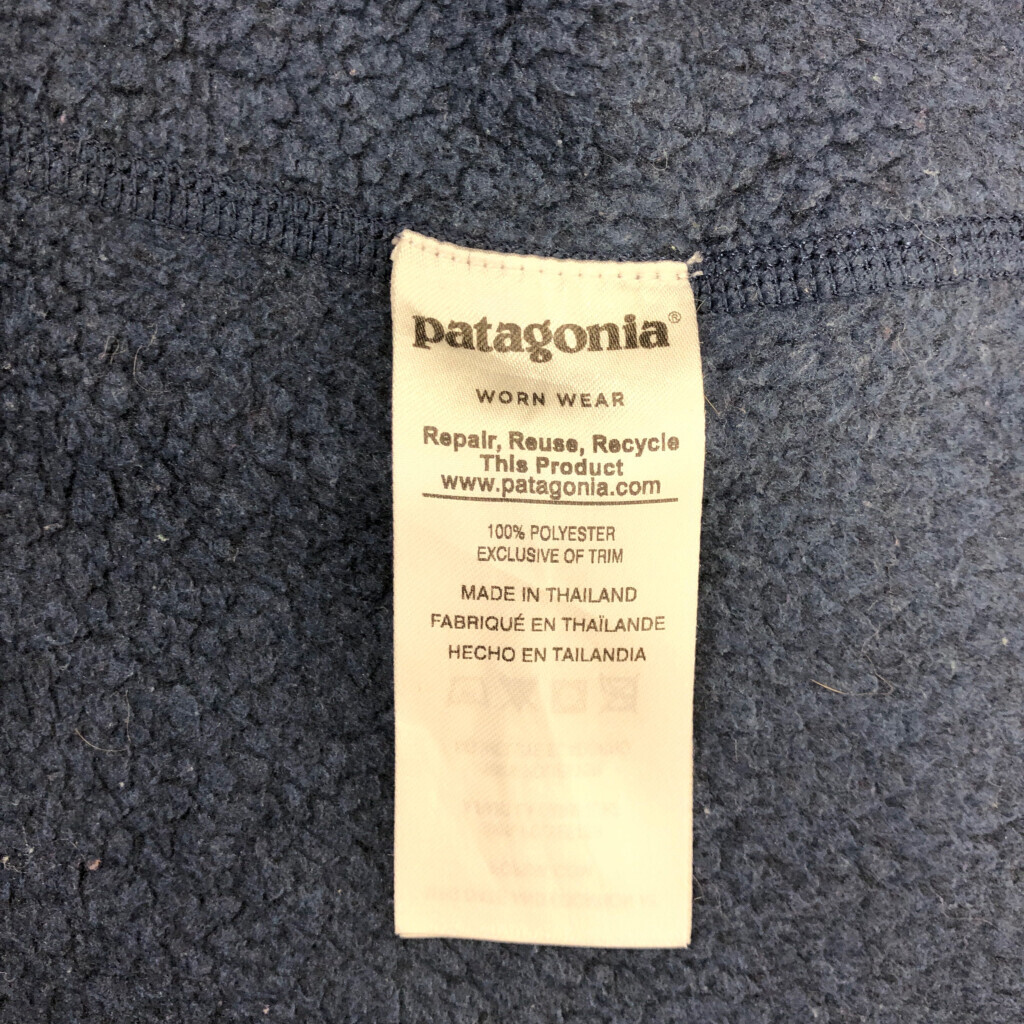 patagonia®
WORN WEAR
Repair, Reuse, Recycle
This Product
www.patagonia.com
100% POLYESTER
EXCLUSIVE OF TRIM
MADE IN THAILAND
FABRIQUÉ EN THAÏLANDE
HECHO EN TAILANDIA